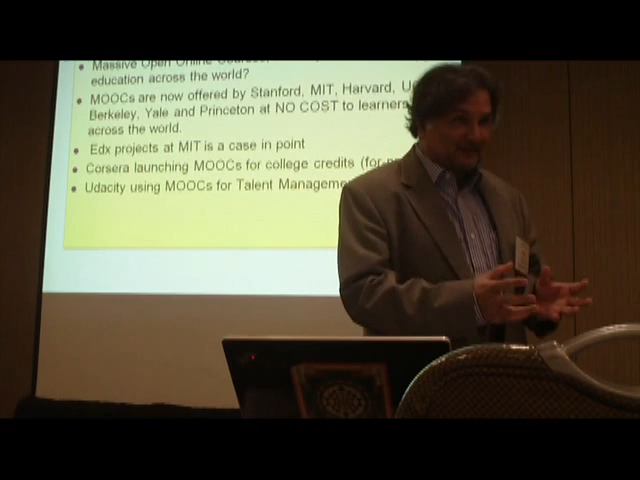 • Massive Open Online Courses,
education across the world?
• MOOCs are now offered by Stanford, MIT, Harvard,
Berkeley, Yale and Princeton at NO COST to learners
across the world.
• Edx projects at MIT is a case in point
• Corsera launching MOOCs for college credits
• Udacity using MOOCs for Talent